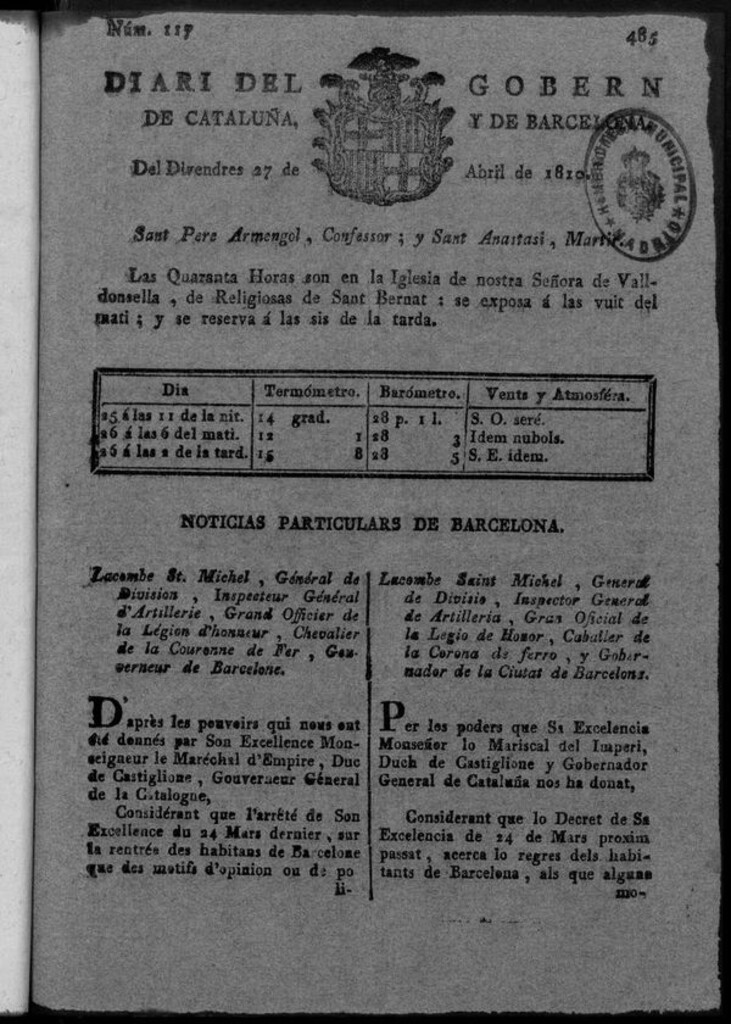 Núm. 117
485
DIARI DEL GOBERN
DE CATALUÑA, Y DE BARCELONA.
Del Divendres 27 de Abril de 1810.
HEMEROTECA MUNICIPAL
MADRID
Sant Pere Armengol, Confessor; y Sant Anastasi, Martir.
Las Quaranta Horas son en la Iglesia de nostra Señora de Vall-
donsella, de Religiosas de Sant Bernat: se exposa á las vuit del
mati; y se reserva á las sis de la tarda.
Dia Termómetro. Barómetro. Vents y Atmosféra.
25 á las 11 de la nit. 14 grad. 28 p. 1 l. S. O. seré.
26 á las 6 del mati. 12 1 28 3 Idem nubols.
26 á las 2 de la tard. 15 8 28 5 S. E. idem.
NOTICIAS PARTICULARS DE BARCELONA.
Lacombe St. Michel, Général de
Division, Inspecteur Général
d'Artillerie, Grand Officier de
la Légion d'honneur, Chevalier
de la Couronne de Fer, Gou-
verneur de Barcelone.
D'après les pouvoirs qui nous ont
été donnés par Son Excellence Mon-
seigneur le Maréchal d'Empire, Duc
de Castiglione, Gouverneur Général
de la Catalogne,
Considérant que l'arrêté de Son
Excellence du 24 Mars dernier, sur
la rentrée des habitans de Barcelone
que des motifs d'opinion ou de po
li-
Lacombe Saint Michel, General
de Divisio, Inspector General
de Artilleria, Gran Oficial de
la Legio de Honor, Caballer de
la Corona de ferro, y Gober-
nador de la Ciutat de Barcelona.
Per los poders que Sa Excelencia
Monseñor lo Mariscal del Imperi,
Duch de Castiglione y Gobernador
General de Cataluña nos ha donat,
Considerant que lo Decret de Sa
Excelencia de 24 de Mars proxim
passat, acerca lo regres dels habi-
tants de Barcelona, als que algunas
mo-